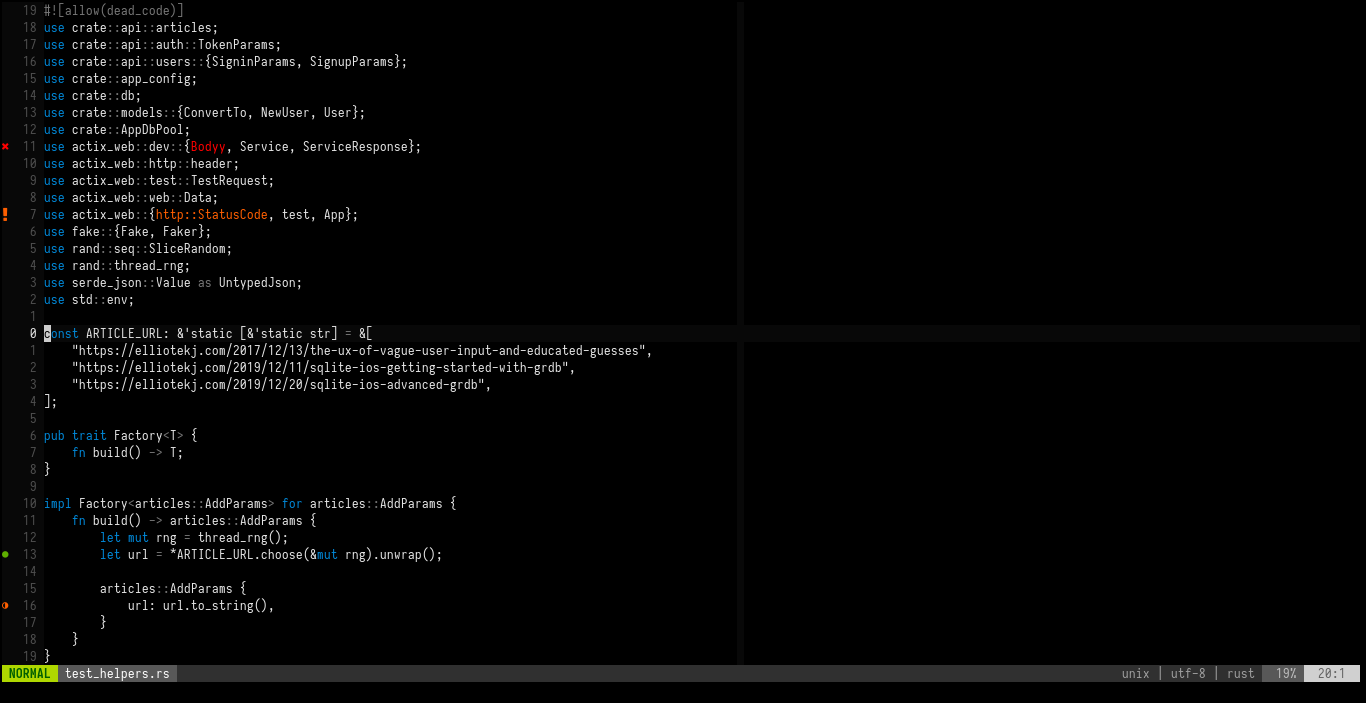 19 #![allow(dead_code)]
18 use crate::api::articles;
17 use crate::api::auth::TokenParams;
16 use crate::api::users::{SigninParams, SignupParams};
15 use crate::app_config;
14 use crate::db;
13 use crate::models::{ConvertTo, NewUser, User};
12 use crate::AppDbPool;
✖ 11 use actix_web::dev::{Bodyy, Service, ServiceResponse};
10 use actix_web::http::header;
9 use actix_web::test::TestRequest;
8 use actix_web::web::Data;
! 7 use actix_web::{http::StatusCode, test, App};
6 use fake::{Fake, Faker};
5 use rand::seq::SliceRandom;
4 use rand::thread_rng;
3 use serde_json::Value as UntypedJson;
2 use std::env;
1
0 const ARTICLE_URL: &'static [&'static str] = &[
1     "https://elliotekj.com/2017/12/13/the-ux-of-vague-user-input-and-educated-guesses",
2     "https://elliotekj.com/2019/12/11/sqlite-ios-getting-started-with-grdb",
3     "https://elliotekj.com/2019/12/20/sqlite-ios-advanced-grdb",
4 ];
5
6 pub trait Factory<T> {
7     fn build() -> T;
8 }
9
10 impl Factory<articles::AddParams> for articles::AddParams {
11     fn build() -> articles::AddParams {
12         let mut rng = thread_rng();
● 13         let url = *ARTICLE_URL.choose(&mut rng).unwrap();
14
15         articles::AddParams {
◑ 16             url: url.to_string(),
17         }
18     }
19 }
NORMAL test_helpers.rs unix | utf-8 | rust 19% 20:1